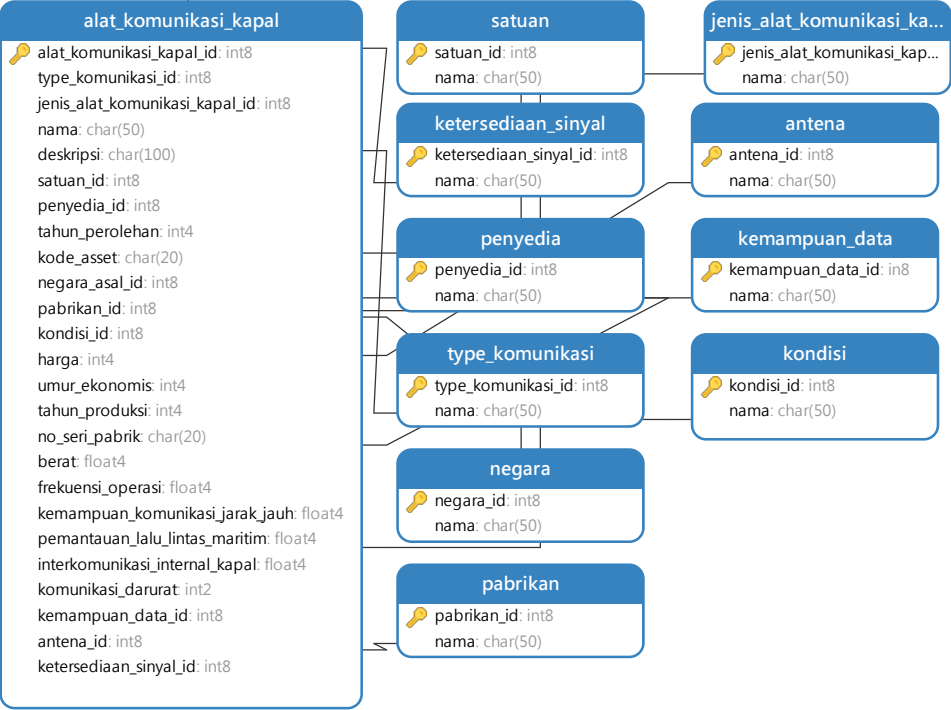 alat_komunikasi_kapal
alat_komunikasi_kapal_id: int8
type_komunikasi_id: int8
jenis_alat_komunikasi_kapal_id: int8
nama: char(50)
deskripsi: char(100)
satuan_id: int8
penyedia_id: int8
tahun_perolehan: int4
kode_asset: char(20)
negara_asal_id: int8
pabrikan_id: int8
kondisi_id: int8
harga: int4
umur_ekonomis: int4
tahun_produksi: int4
no_seri_pabrik: char(20)
berat: float4
frekuensi_operasi: float4
kemampuan_komunikasi_jarak_jauh: float4
pemantauan_lalu_lintas_maritim: float4
interkomunikasi_internal_kapal: float4
komunikasi_darurat: int2
kemampuan_data_id: int8
antena_id: int8
ketersediaan_sinyal_id: int8
satuan
satuan_id: int8
nama: char(50)
jenis_alat_komunikasi_ka...
jenis_alat_komunikasi_kap...
nama: char(50)
ketersediaan_sinyal
ketersediaan_sinyal_id: int8
nama: char(50)
antena
antena_id: int8
nama: char(50)
penyedia
penyedia_id: int8
nama: char(50)
kemampuan_data
kemampuan_data_id: in8
nama: char(50)
type_komunikasi
type_komunikasi_id: int8
nama: char(50)
kondisi
kondisi_id: int8
nama: char(50)
negara
negara_id: int8
nama: char(50)
pabrikan
pabrikan_id: int8
nama: char(50)